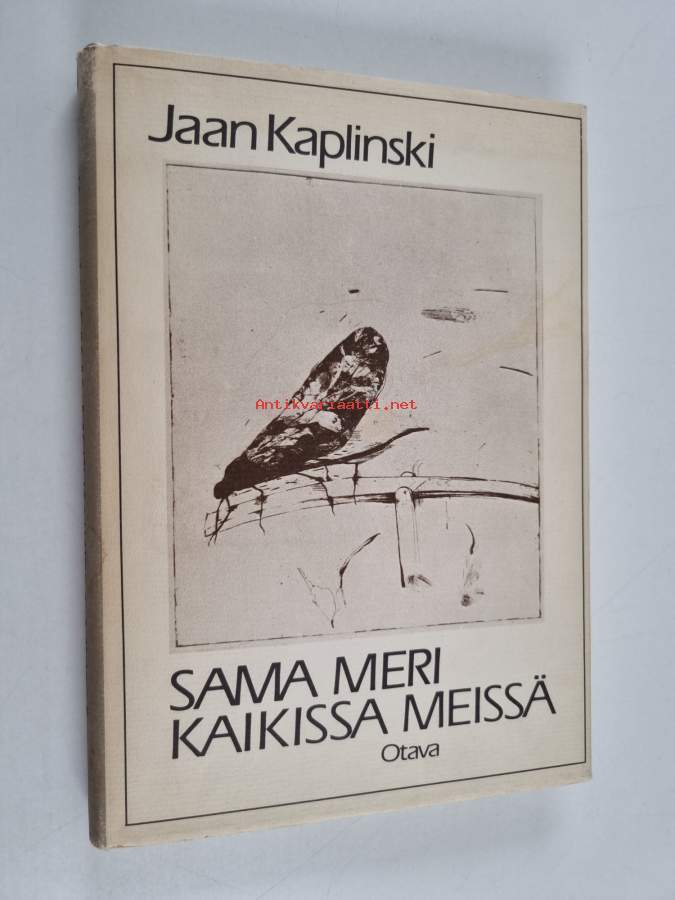 Jaan Kaplinski
Antikvariaatti.net
SAMA MERI
KAIKISSA MEISSÄ
Otava